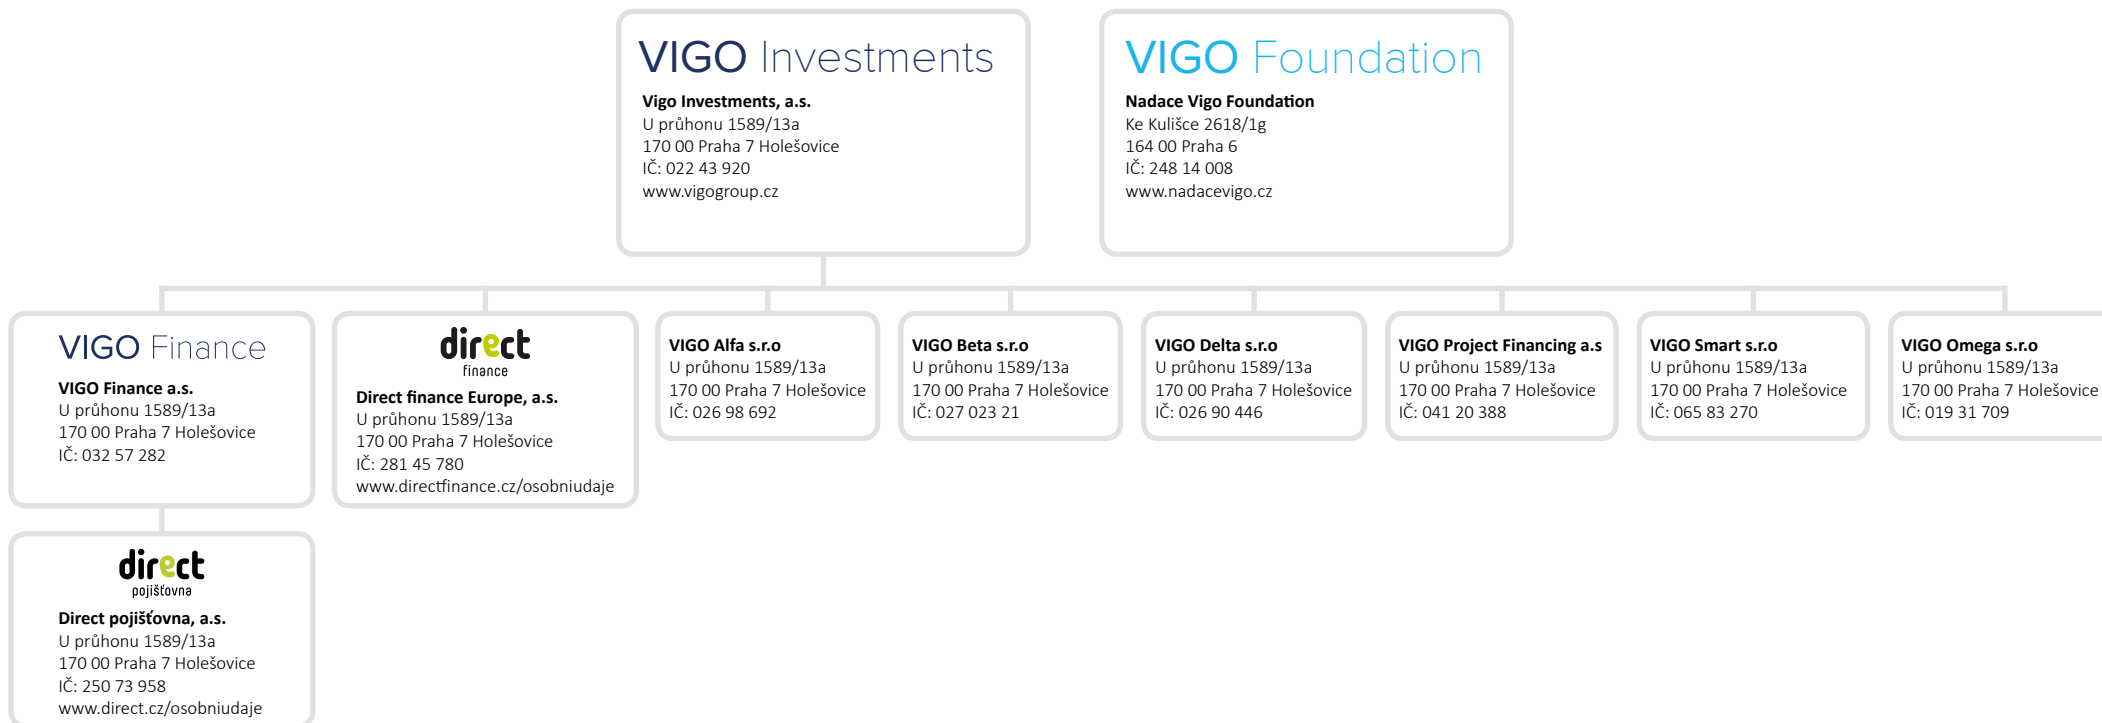 VIGO Investments
Vigo Investments, a.s.
U průhonu 1589/13a
170 00 Praha 7 Holešovice
IČ: 022 43 920
www.vigogroup.cz
VIGO Foundation
Nadace Vigo Foundation
Ke Kulišce 2618/1g
164 00 Praha 6
IČ: 248 14 008
www.nadacevigo.cz
VIGO Finance
VIGO Finance a.s.
U průhonu 1589/13a
170 00 Praha 7 Holešovice
IČ: 032 57 282
direct
finance
Direct finance Europe, a.s.
U průhonu 1589/13a
170 00 Praha 7 Holešovice
IČ: 281 45 780
www.directfinance.cz/osobniudaje
VIGO Alfa s.r.o
U průhonu 1589/13a
170 00 Praha 7 Holešovice
IČ: 026 98 692
VIGO Beta s.r.o
U průhonu 1589/13a
170 00 Praha 7 Holešovice
IČ: 027 023 21
VIGO Delta s.r.o
U průhonu 1589/13a
170 00 Praha 7 Holešovice
IČ: 026 90 446
VIGO Project Financing a.s
U průhonu 1589/13a
170 00 Praha 7 Holešovice
IČ: 041 20 388
VIGO Smart s.r.o
U průhonu 1589/13a
170 00 Praha 7 Holešovice
IČ: 065 83 270
VIGO Omega s.r.o
U průhonu 1589/13a
170 00 Praha 7 Holešovice
IČ: 019 31 709
direct
pojišťovna
Direct pojišťovna, a.s.
U průhonu 1589/13a
170 00 Praha 7 Holešovice
IČ: 250 73 958
www.direct.cz/osobniudaje